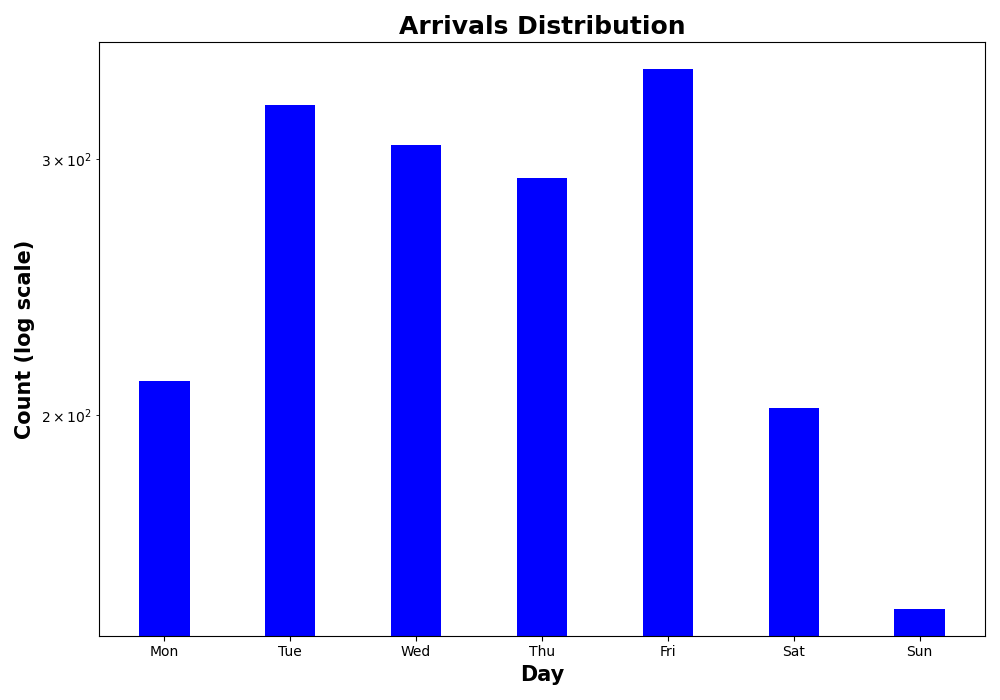 Arrivals Distribution
Count (log scale)
3 × 10²
2 × 10²
Mon Tue Wed Thu Fri Sat Sun
Day